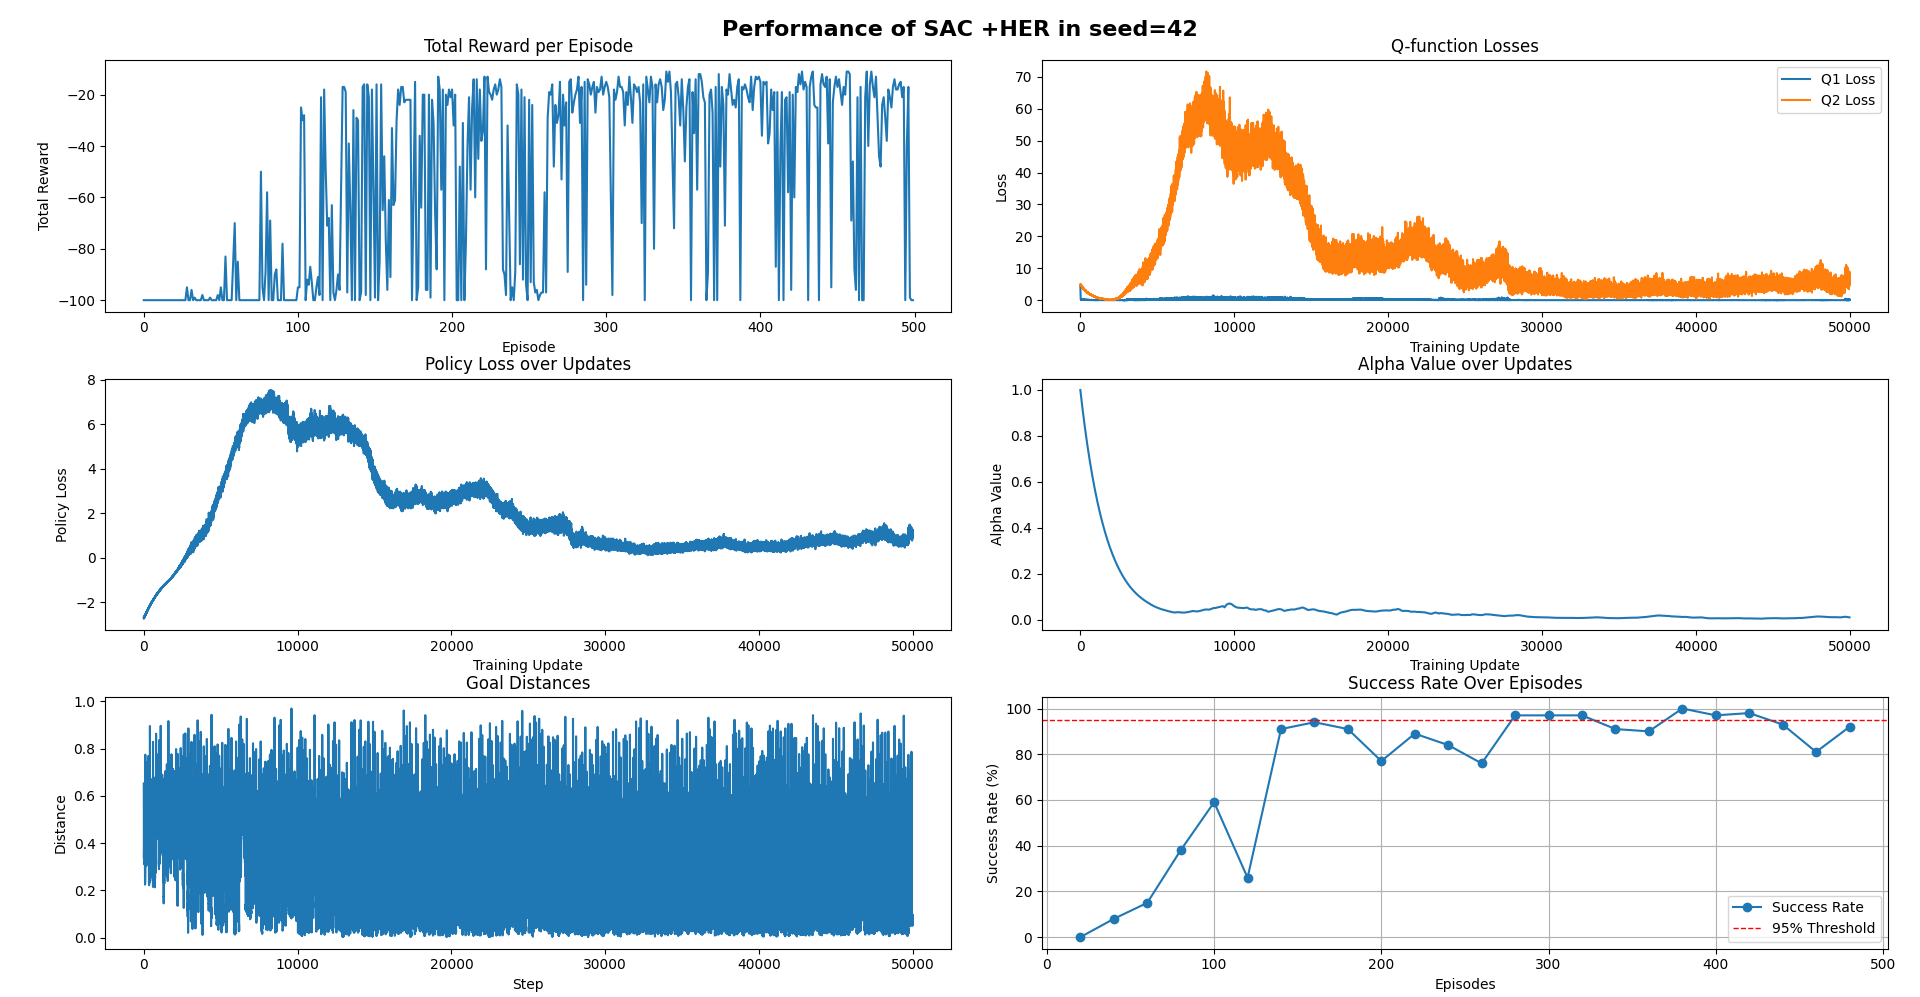 Performance of SAC +HER in seed=42
Total Reward per Episode
Total Reward
−20
−40
−60
−80
−100
0 100 200 300 400 500
Episode
Q-function Losses
Loss
70
60
50
40
30
20
10
0
Q1 Loss
Q2 Loss
0 10000 20000 30000 40000 50000
Training Update
Policy Loss over Updates
Policy Loss
8
6
4
2
0
−2
0 10000 20000 30000 40000 50000
Training Update
Alpha Value over Updates
Alpha Value
1.0
0.8
0.6
0.4
0.2
0.0
0 10000 20000 30000 40000 50000
Training Update
Goal Distances
Distance
1.0
0.8
0.6
0.4
0.2
0.0
0 10000 20000 30000 40000 50000
Step
Success Rate Over Episodes
Success Rate (%)
100
80
60
40
20
0
Success Rate
95% Threshold
0 100 200 300 400 500
Episodes